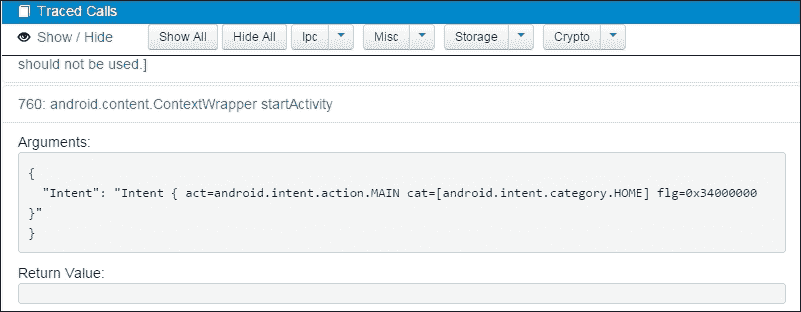 Traced Calls
Show / Hide Show All Hide All Ipc Misc Storage Crypto
should not be used.]
760: android.content.ContextWrapper startActivity
Arguments:
{
"Intent": "Intent { act=android.intent.action.MAIN cat=[android.intent.category.HOME] flg=0x34000000
}"
}
Return Value: